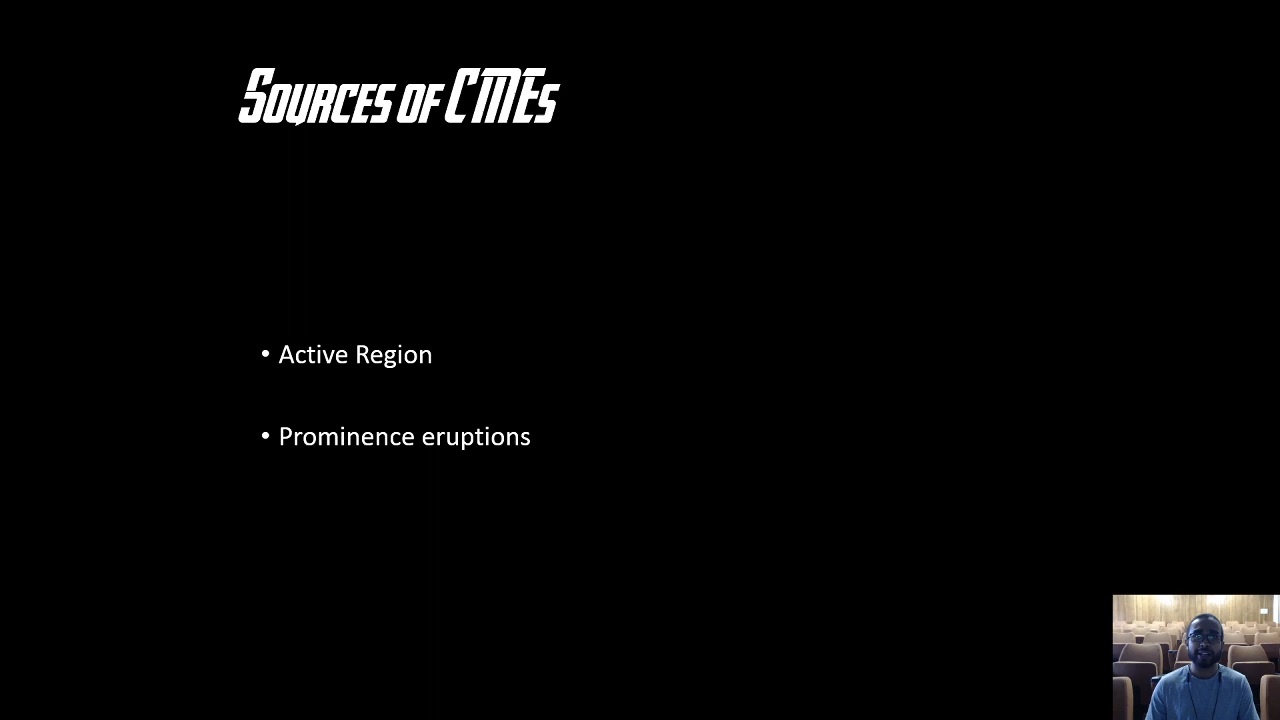 Sources of CMEs
• Active Region
• Prominence eruptions